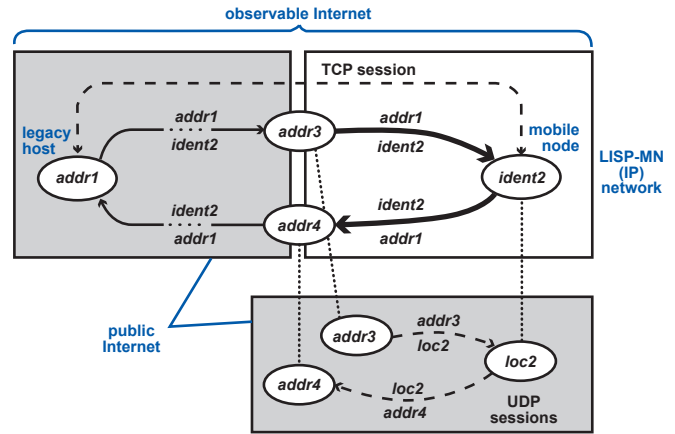 observable Internet
TCP session
legacy
host
addr1
addr1
ident2
addr3
addr1
ident2
mobile
node
ident2
LISP-MN
(IP)
network
ident2
addr1
addr4
ident2
addr1
public
Internet
addr3
addr3
loc2
loc2
addr4
loc2
addr4
UDP
sessions